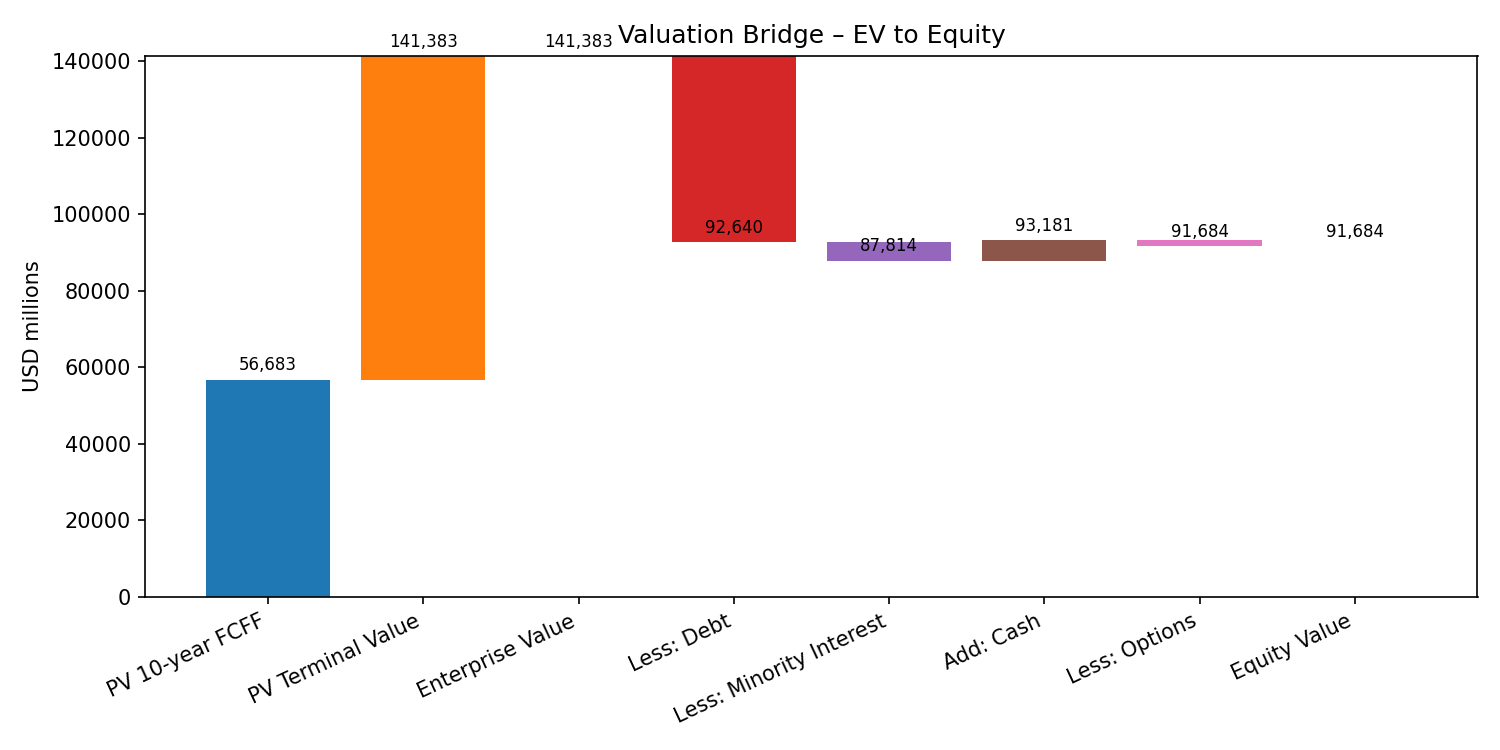 Valuation Bridge – EV to Equity
141,383
141,383
140000
120000
100000
80000
60000
40000
20000
0
USD millions
56,683
92,640
87,814
93,181
91,684
91,684
PV 10-year FCFF
PV Terminal Value
Enterprise Value
Less: Debt
Less: Minority Interest
Add: Cash
Less: Options
Equity Value